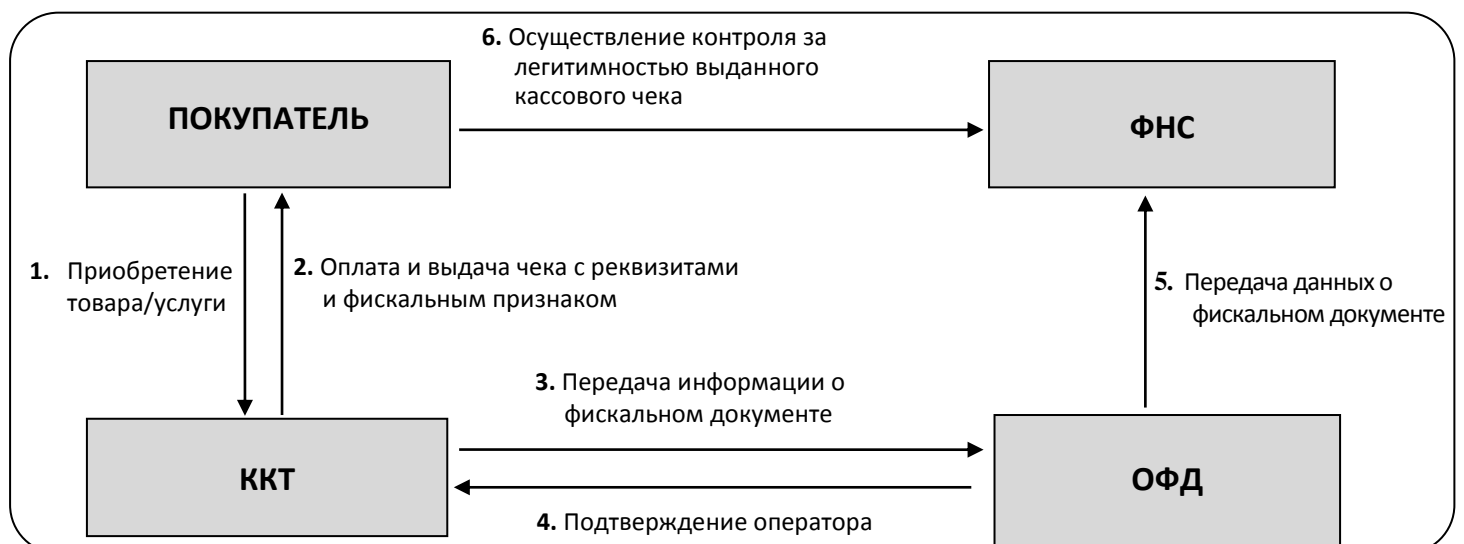 6. Осуществление контроля за
легитимностью выданного
кассового чека
ПОКУПАТЕЛЬ
ФНС
1. Приобретение
товара/услуги
2. Оплата и выдача чека с реквизитами
и фискальным признаком
5. Передача данных о
фискальном документе
3. Передача информации о
фискальном документе
ККТ
ОФД
4. Подтверждение оператора